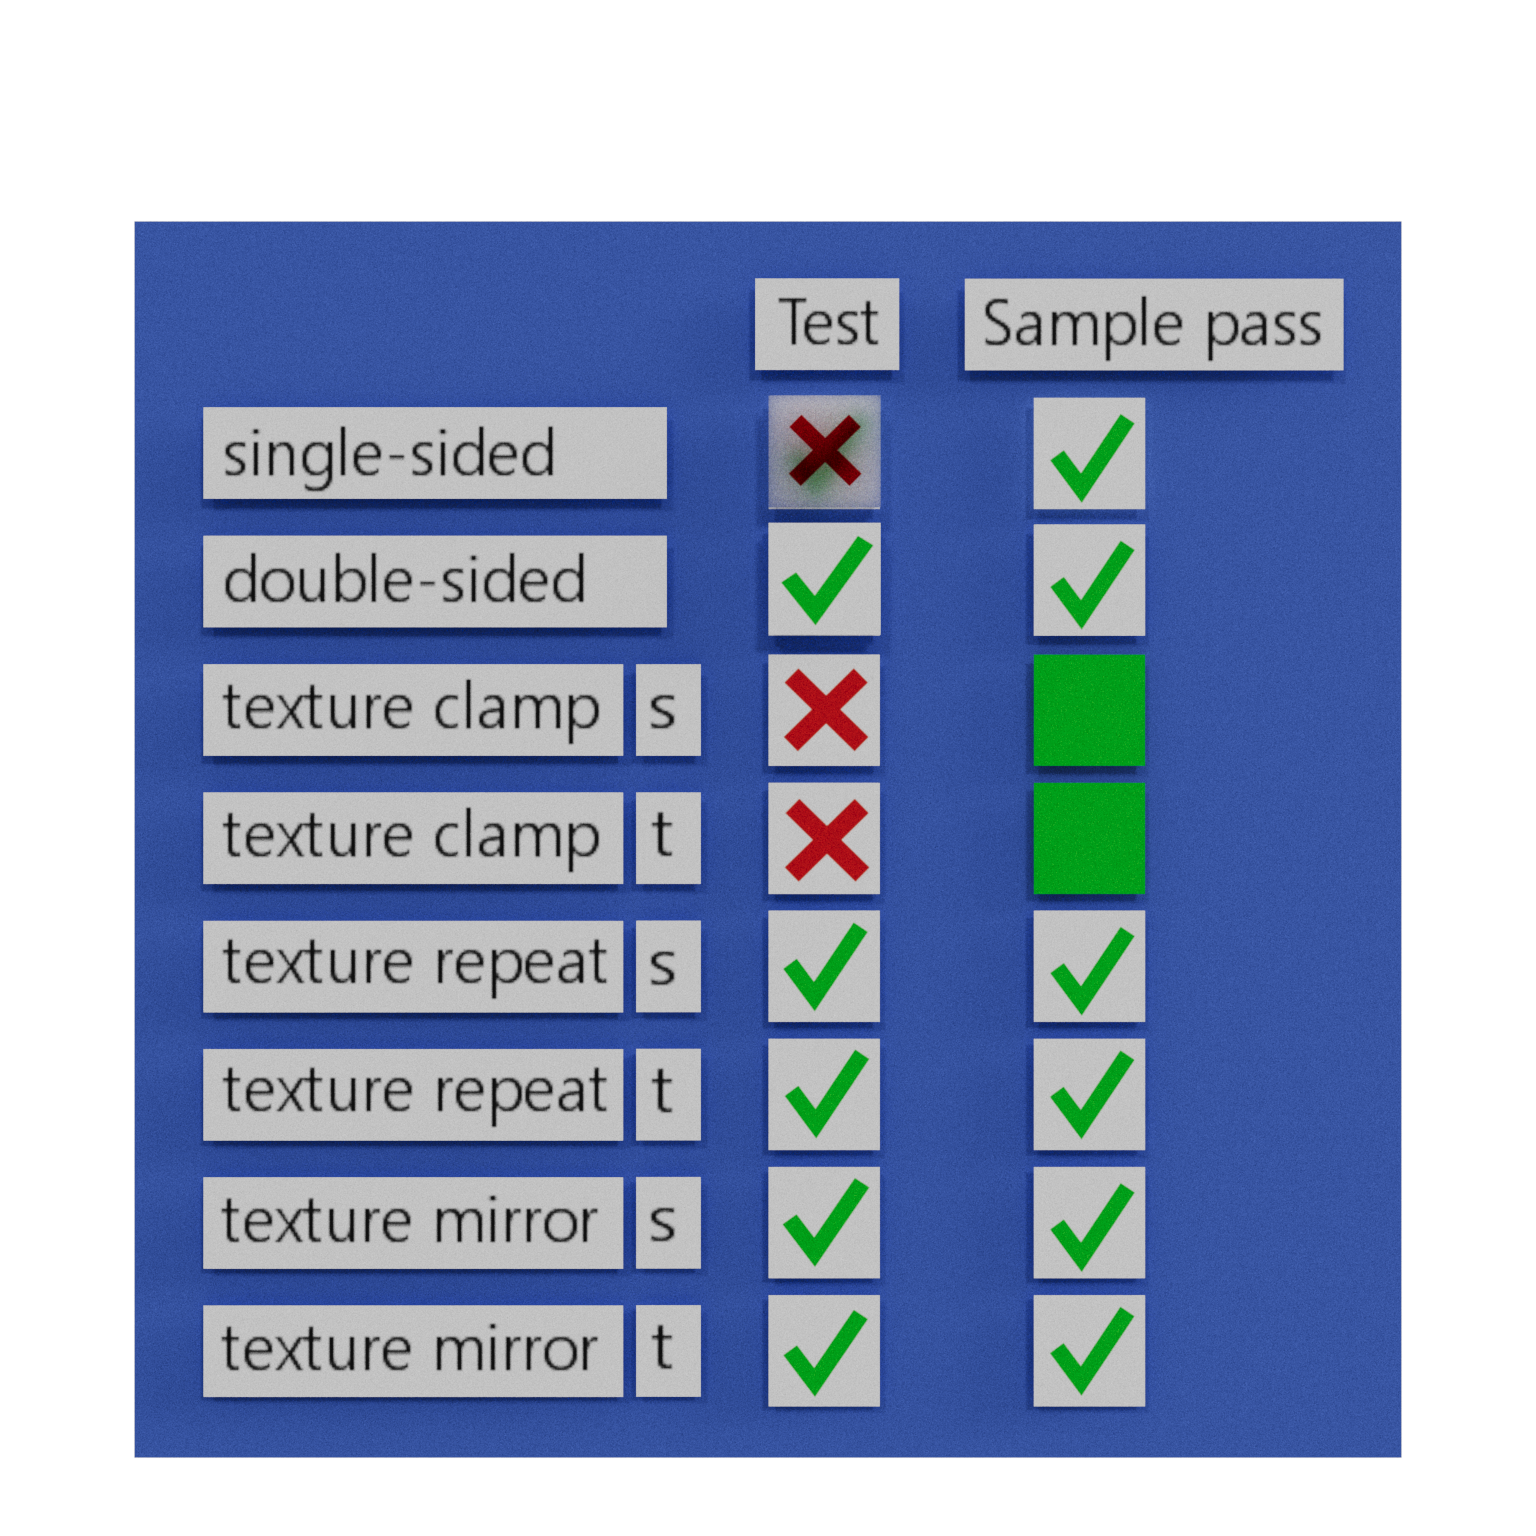 Test Sample pass
single-sided
double-sided
texture clamp s
texture clamp t
texture repeat s
texture repeat t
texture mirror s
texture mirror t